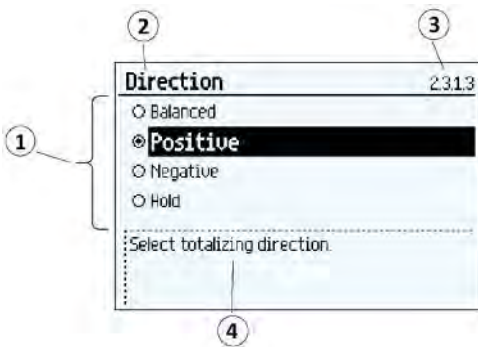 2 3
Direction 2.3.1.3
Balanced
1
Positive
Negative
Hold
Select totalizing direction.
4